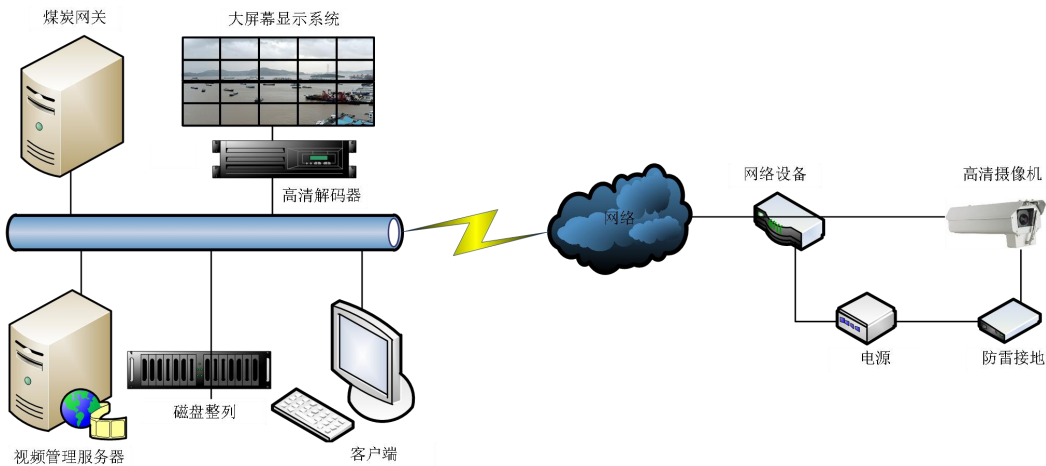 煤炭网关
大屏幕显示系统
高清解码器
网络
网络设备
高清摄像机
电源
防雷接地
磁盘整列
视频管理服务器
客户端